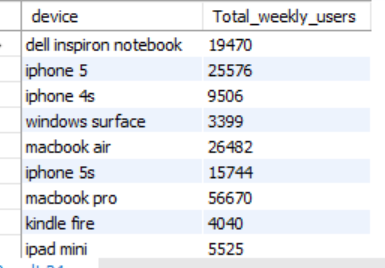 device Total_weekly_users
dell inspiron notebook 19470
iphone 5 25576
iphone 4s 9506
windows surface 3399
macbook air 26482
iphone 5s 15744
macbook pro 56670
kindle fire 4040
ipad mini 5525